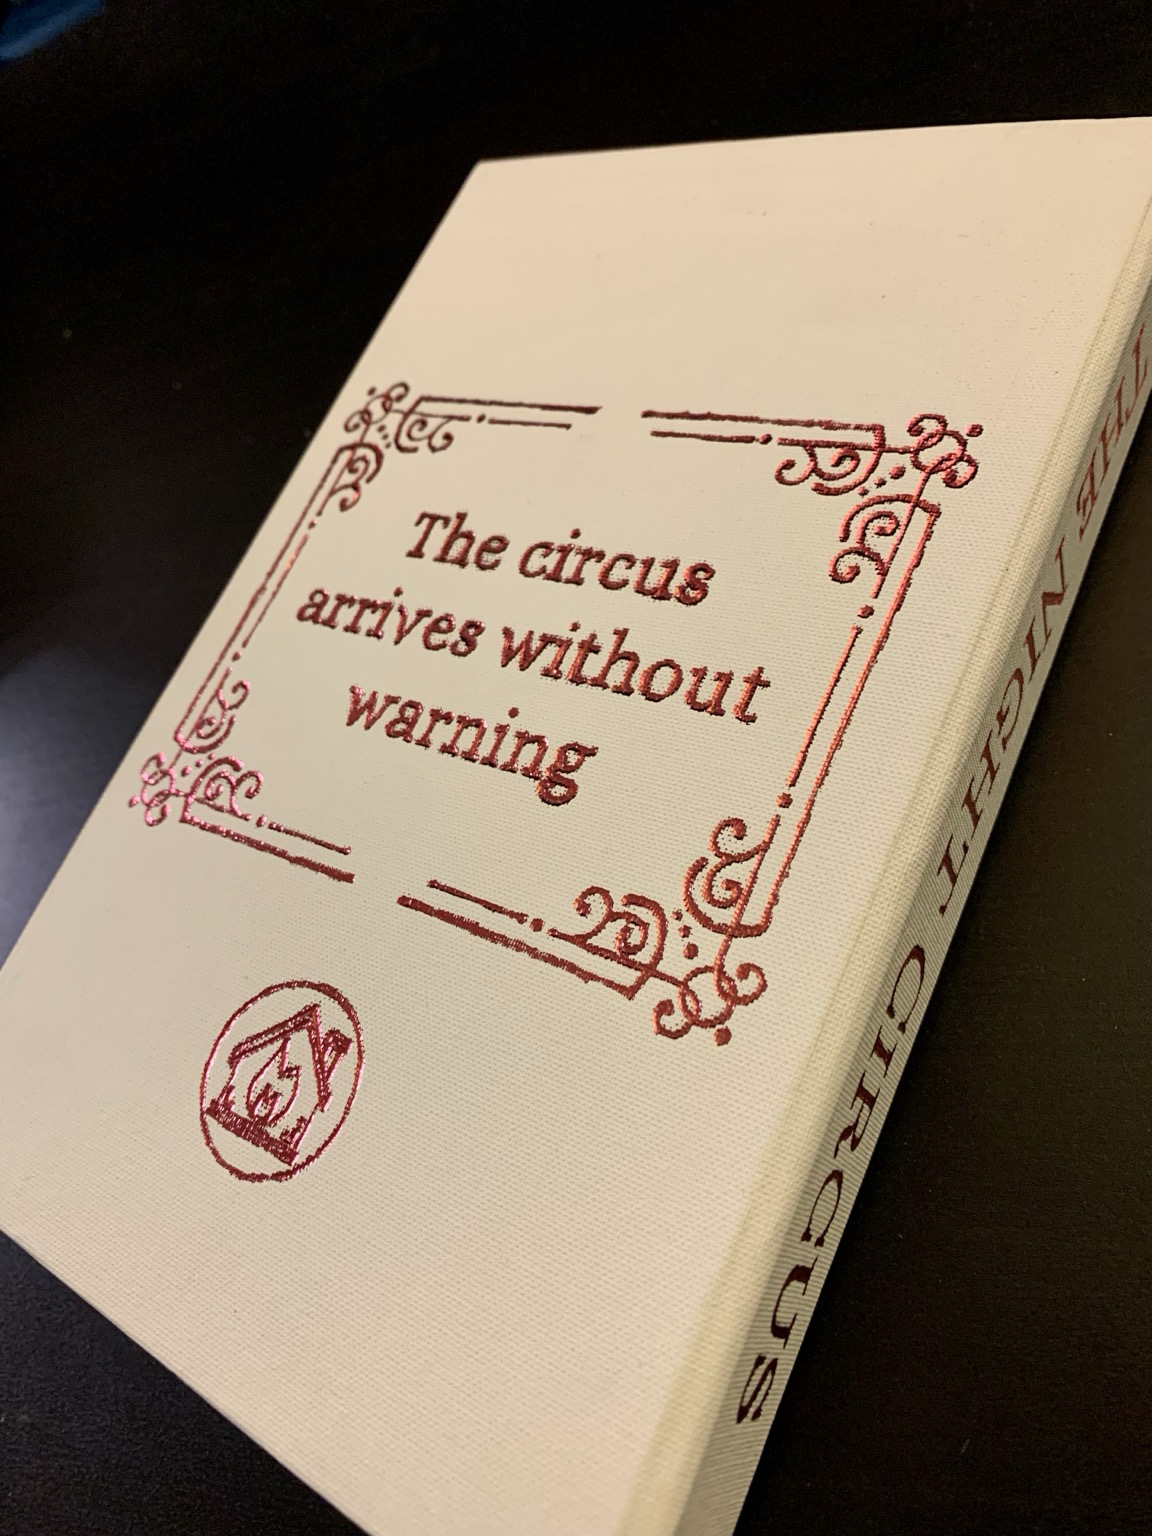 The circus
arrives without
warning
THE NIGHT CIRCUS